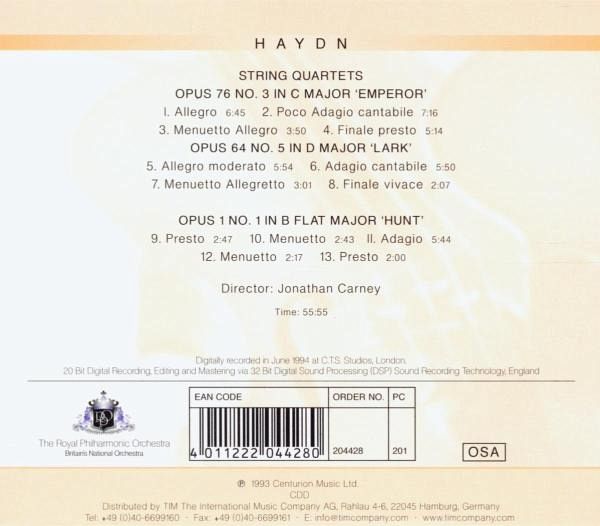 HAYDN
STRING QUARTETS
OPUS 76 NO. 3 IN C MAJOR ‘EMPEROR’
I. Allegro 6:45 2. Poco Adagio cantabile 7:16
3. Menuetto Allegro 3:50 4. Finale presto 5:14
OPUS 64 NO. 5 IN D MAJOR ‘LARK’
5. Allegro moderato 5:54 6. Adagio cantabile 5:50
7. Menuetto Allegretto 3:01 8. Finale vivace 2:07
OPUS 1 NO. 1 IN B FLAT MAJOR ‘HUNT’
9. Presto 2:47 10. Menuetto 2:43 II. Adagio 5:44
12. Menuetto 2:17 13. Presto 2:00
Director: Jonathan Carney
Time: 55:55
Digitally recorded in June 1994 at C.T.S. Studios, London.
20 Bit Digital Recording, Editing and Mastering via 32 Bit Digital Sound Processing (DSP) Sound Recording Technology, England
EAN CODE ORDER NO. PC
4 011222 044280 204428 201
OSA
The Royal Philharmonic Orchestra
Britain's National Orchestra
℗ 1993 Centurion Music Ltd.
CDD
Distributed by TIM The International Music Company AG, Rahlau 4-6, 22045 Hamburg, Germany
Tel: +49 (0)40-6699160 · Fax: +49 (0)40-6699161 · E: info@timcompany.com · www.timcompany.com